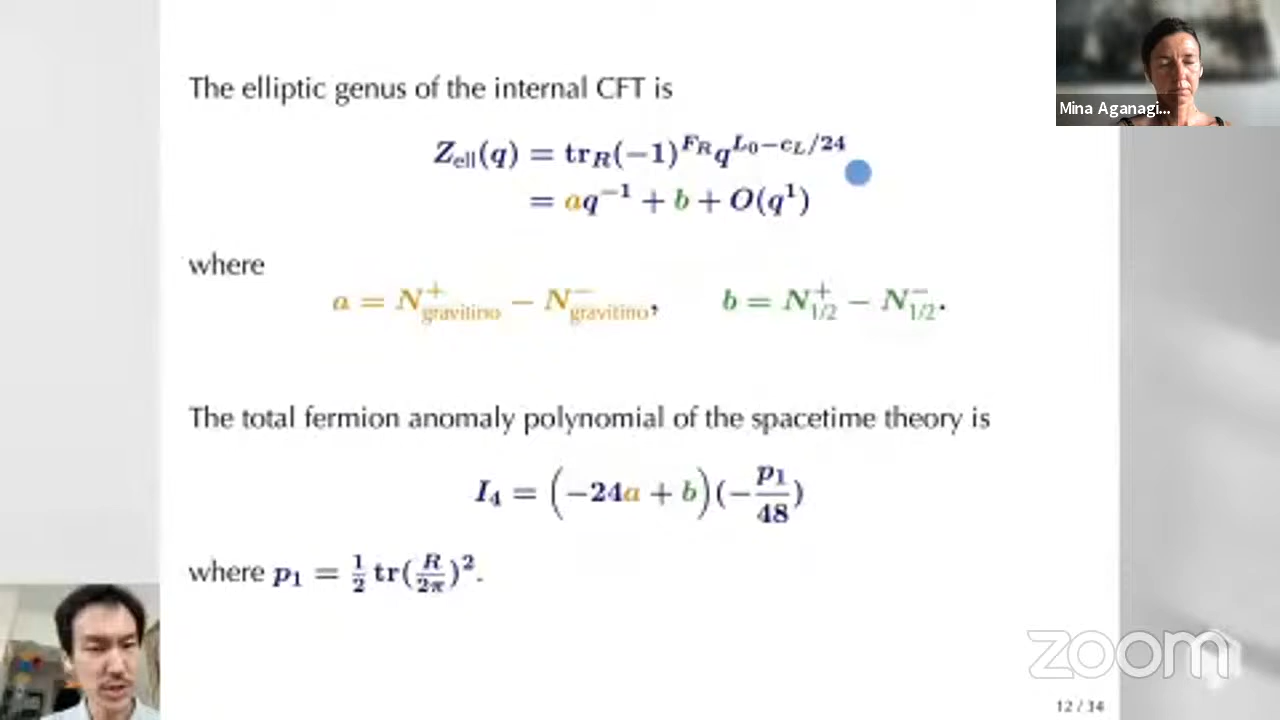 The elliptic genus of the internal CFT is
Z_ell(q) = tr_R(−1)^{F_R} q^{L_0−c_L/24}
= aq^{−1} + b + O(q^1)
where
a = N^+_{gravitino} − N^−_{gravitino}, b = N^+_{1/2} − N^−_{1/2}.
The total fermion anomaly polynomial of the spacetime theory is
I_4 = (−24a + b)(−p_1/48)
where p_1 = 1/2 tr(R/2π)^2.
Mina Aganagi...
zoom
12 / 34